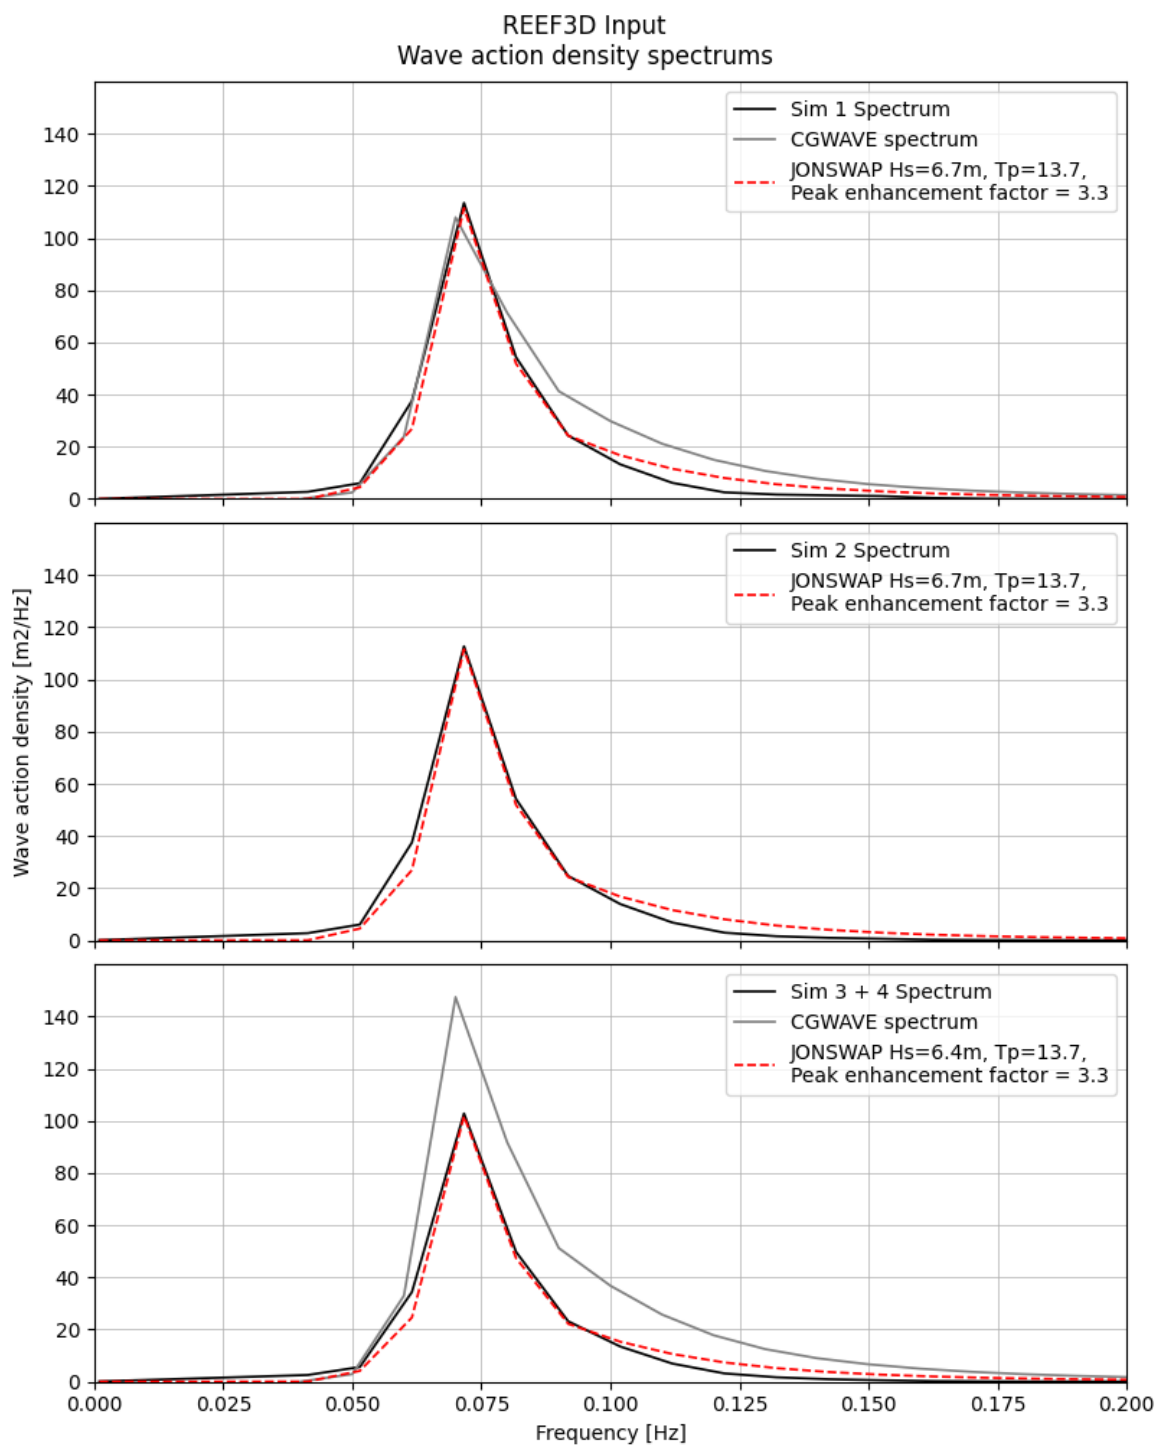 REEF3D Input
Wave action density spectrums
140
120
100
80
60
40
20
0
Sim 1 Spectrum
CGWAVE spectrum
JONSWAP Hs=6.7m, Tp=13.7,
Peak enhancement factor = 3.3
Wave action density [m2/Hz]
140
120
100
80
60
40
20
0
Sim 2 Spectrum
JONSWAP Hs=6.7m, Tp=13.7,
Peak enhancement factor = 3.3
140
120
100
80
60
40
20
0
Sim 3 + 4 Spectrum
CGWAVE spectrum
JONSWAP Hs=6.4m, Tp=13.7,
Peak enhancement factor = 3.3
0.000 0.025 0.050 0.075 0.100 0.125 0.150 0.175 0.200
Frequency [Hz]